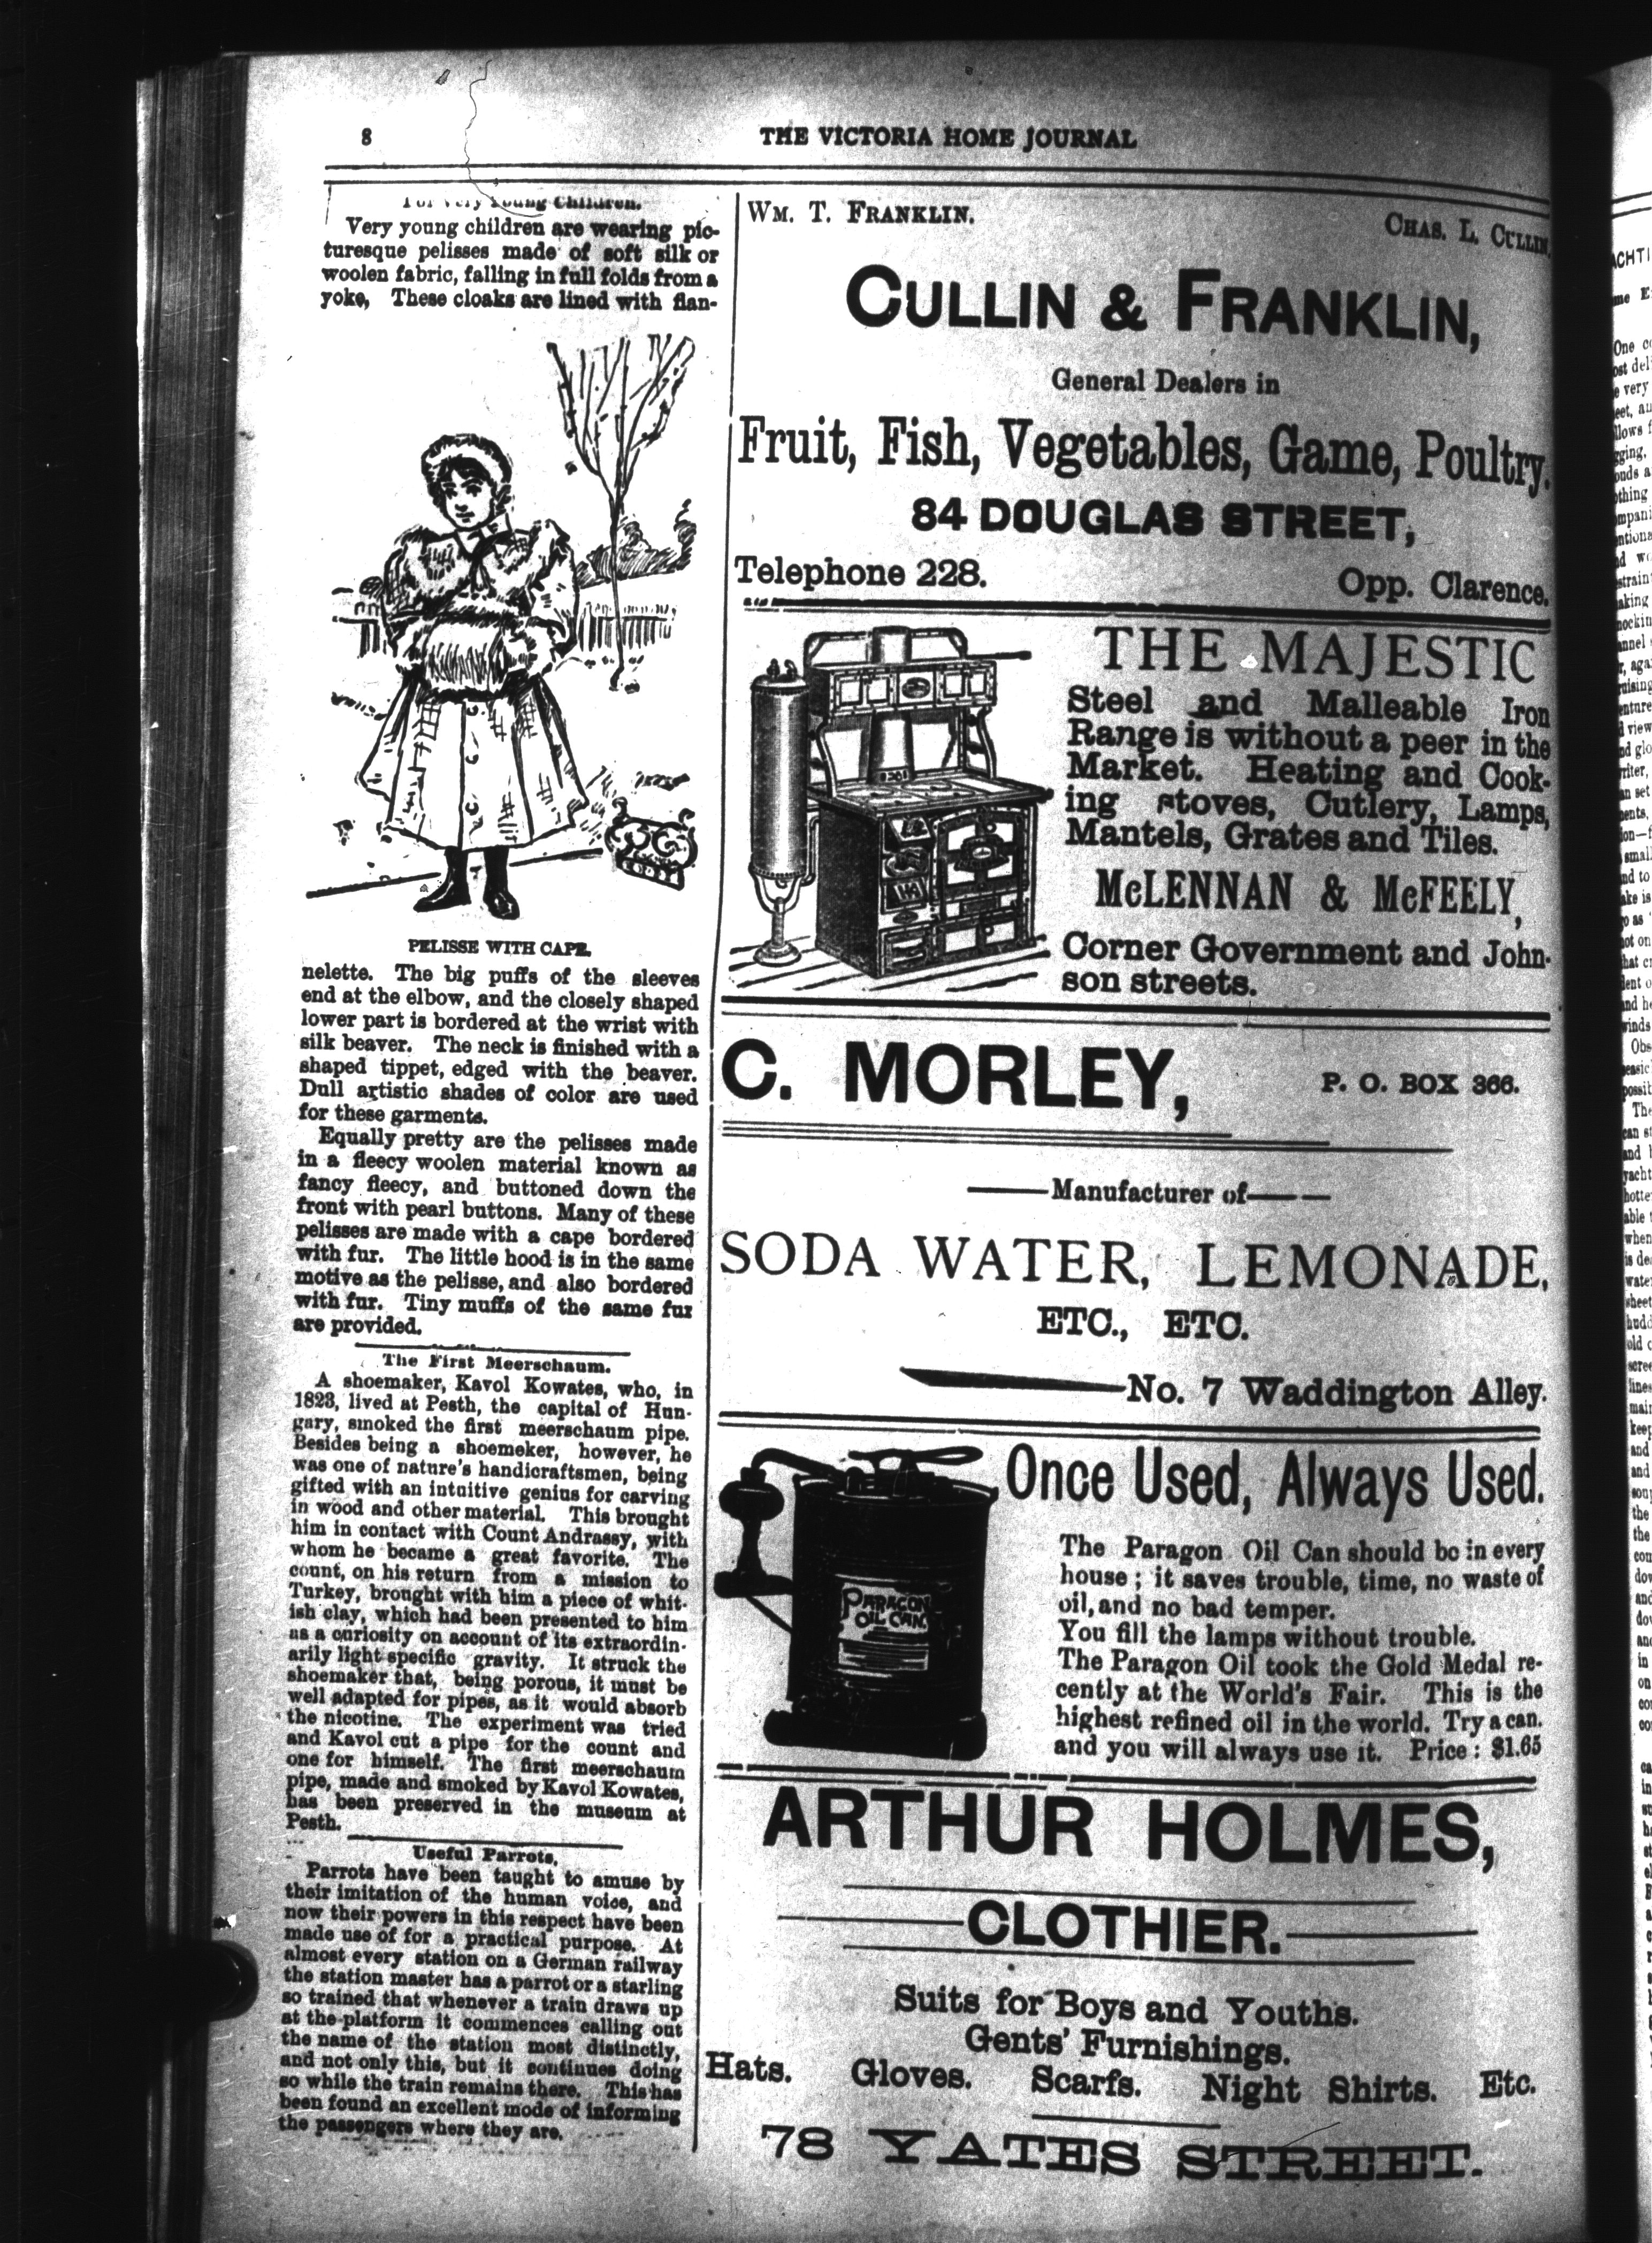 8
THE VICTORIA HOME JOURNAL
For Very Young Children.
Very young children are wearing pic-
turesque pelisses made of soft silk or
woolen fabric, falling in full folds from a
yoke, These cloaks are lined with flan-
PELISSE WITH CAPE.
nelette. The big puffs of the sleeves
end at the elbow, and the closely shaped
lower part is bordered at the wrist with
silk beaver. The neck is finished with a
shaped tippet, edged with the beaver.
Dull artistic shades of color are used
for these garments.
Equally pretty are the pelisses made
in a fleecy woolen material known as
fancy fleecy, and buttoned down the
front with pearl buttons. Many of these
pelisses are made with a cape bordered
with fur. The little hood is in the same
motive as the pelisse, and also bordered
with fur. Tiny muffs of the same fur
are provided.
The First Meerschaum.
A shoemaker, Kavol Kowates, who, in
1823, lived at Pesth, the capital of Hun-
gary, smoked the first meerschaum pipe.
Besides being a shoemeker, however, he
was one of nature's handicraftsmen, being
gifted with an intuitive genius for carving
in wood and other material. This brought
him in contact with Count Andrassy, with
whom he became a great favorite. The
count, on his return from a mission to
Turkey, brought with him a piece of whit-
ish clay, which had been presented to him
as a curiosity on account of its extraordin-
arily light specific gravity. It struck the
shoemaker that, being porous, it must be
well adapted for pipes, as it would absorb
the nicotine. The experiment was tried
and Kavol cut a pipe for the count and
one for himself. The first meerschaum
pipe, made and smoked by Kavol Kowates,
has been preserved in the museum at
Pesth.
Useful Parrots.
Parrots have been taught to amuse by
their imitation of the human voice, and
now their powers in this respect have been
made use of for a practical purpose. At
almost every station on a German railway
the station master has a parrot or a starling
so trained that whenever a train draws up
at the platform it commences calling out
the name of the station most distinctly,
and not only this, but it continues doing
so while the train remains there. This has
been found an excellent mode of informing
the passengers where they are.
WM. T. FRANKLIN.
CHAS. L. CULLIN.
CULLIN & FRANKLIN,
General Dealers in
Fruit, Fish, Vegetables, Game, Poultry.
84 DOUGLAS STREET,
Telephone 228.
Opp. Clarence.
THE MAJESTIC
Steel and Malleable Iron
Range is without a peer in the
Market. Heating and Cook-
ing stoves, Cutlery, Lamps,
Mantels, Grates and Tiles.
McLENNAN & McFEELY,
Corner Government and John-
son streets.
C. MORLEY,
P. O. BOX 366.
Manufacturer of
SODA WATER, LEMONADE,
ETC., ETC.
No. 7 Waddington Alley.
Once Used, Always Used.
PARAGON
OIL CAN
The Paragon Oil Can should be in every
house; it saves trouble, time, no waste of
oil, and no bad temper.
You fill the lamps without trouble.
The Paragon Oil took the Gold Medal re-
cently at the World's Fair. This is the
highest refined oil in the world. Try a can.
and you will always use it. Price: $1.65
ARTHUR HOLMES,
CLOTHIER.
Suits for Boys and Youths.
Gents' Furnishings.
Hats. Gloves. Scarfs. Night Shirts. Etc.
78 YATES STREET.